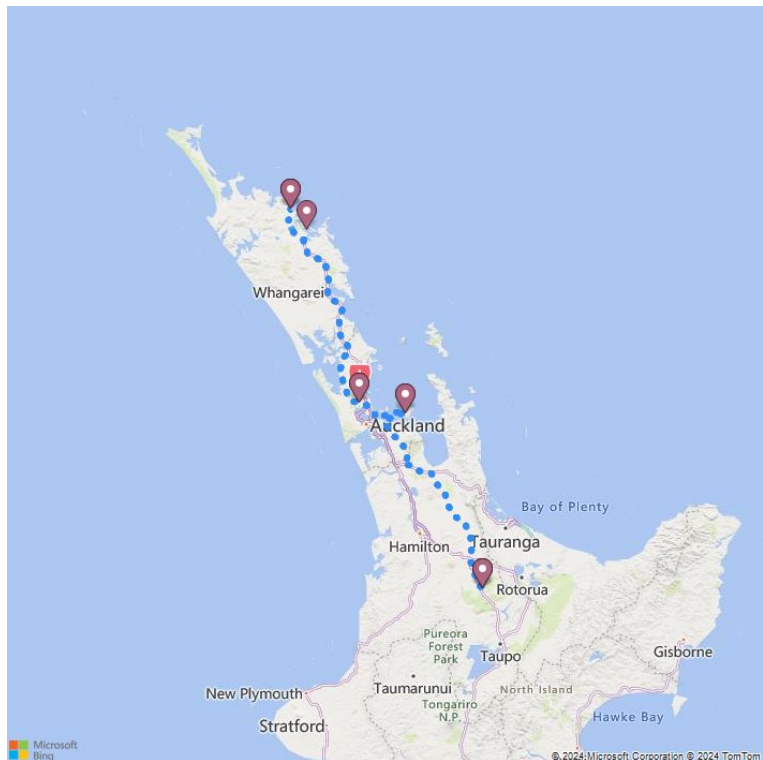 Whangarei
Auckland
Bay of Plenty
Hamilton
Tauranga
Rotorua
Pureora
Forest
Park
Taupo
Gisborne
New Plymouth
Taumarunui
North Island
Tongariro
N.P.
Stratford
Hawke Bay
Microsoft
Bing
© 2024 Microsoft Corporation © 2024 TomTom